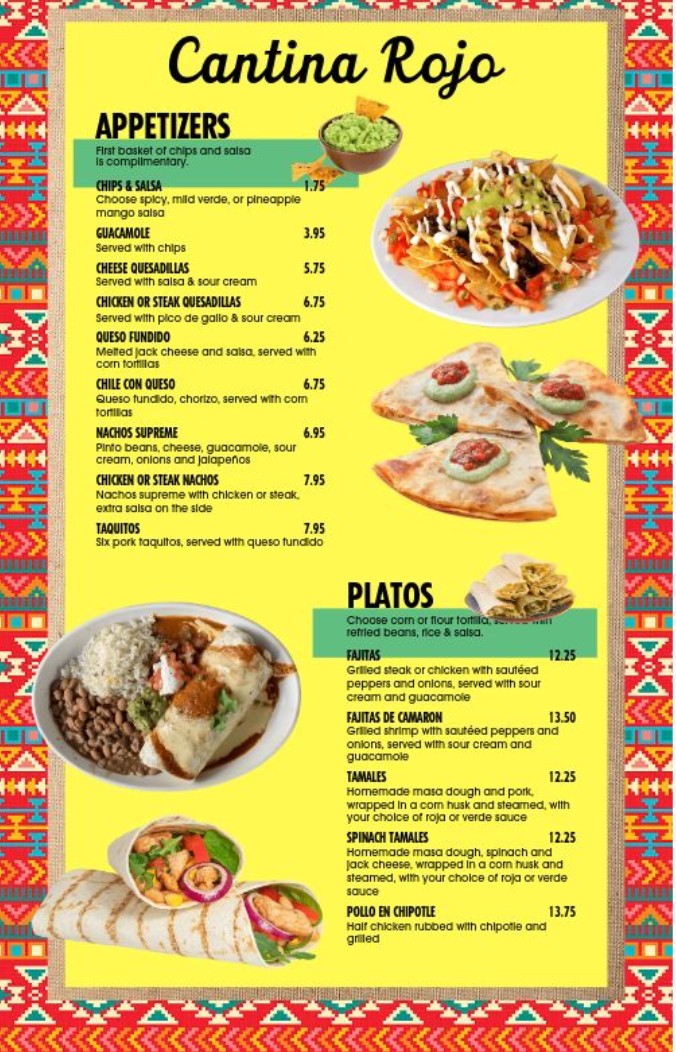 Cantina Rojo
APPETIZERS
First basket of chips and salsa
is complimentary.
CHIPS & SALSA 1.75
Choose spicy, mild verde, or pineapple
mango salsa
GUACAMOLE 3.95
Served with chips
CHEESE QUESADILLAS 5.75
Served with salsa & sour cream
CHICKEN OR STEAK QUESADILLAS 6.75
Served with pico de gallo & sour cream
QUESO FUNDIDO 6.25
Melted jack cheese and salsa, served with
corn tortillas
CHILE CON QUESO 6.75
Queso fundido, chorizo, served with corn
tortillas
NACHOS SUPREME 6.95
Pinto beans, cheese, guacamole, sour
cream, onions and jalapeños
CHICKEN OR STEAK NACHOS 7.95
Nachos supreme with chicken or steak,
extra salsa on the side
TAQUITOS 7.95
Six pork taquitos, served with queso fundido
PLATOS
Choose corn or flour tortilla, served with
refried beans, rice & salsa.
FAJITAS 12.25
Grilled steak or chicken with sautéed
peppers and onions, served with sour
cream and guacamole
FAJITAS DE CAMARON 13.50
Grilled shrimp with sautéed peppers and
onions, served with sour cream and
guacamole
TAMALES 12.25
Homemade masa dough and pork,
wrapped in a corn husk and steamed, with
your choice of roja or verde sauce
SPINACH TAMALES 12.25
Homemade masa dough, spinach and
jack cheese, wrapped in a corn husk and
steamed, with your choice of roja or verde
sauce
POLLO EN CHIPOTLE 13.75
Half chicken rubbed with chipotle and
grilled